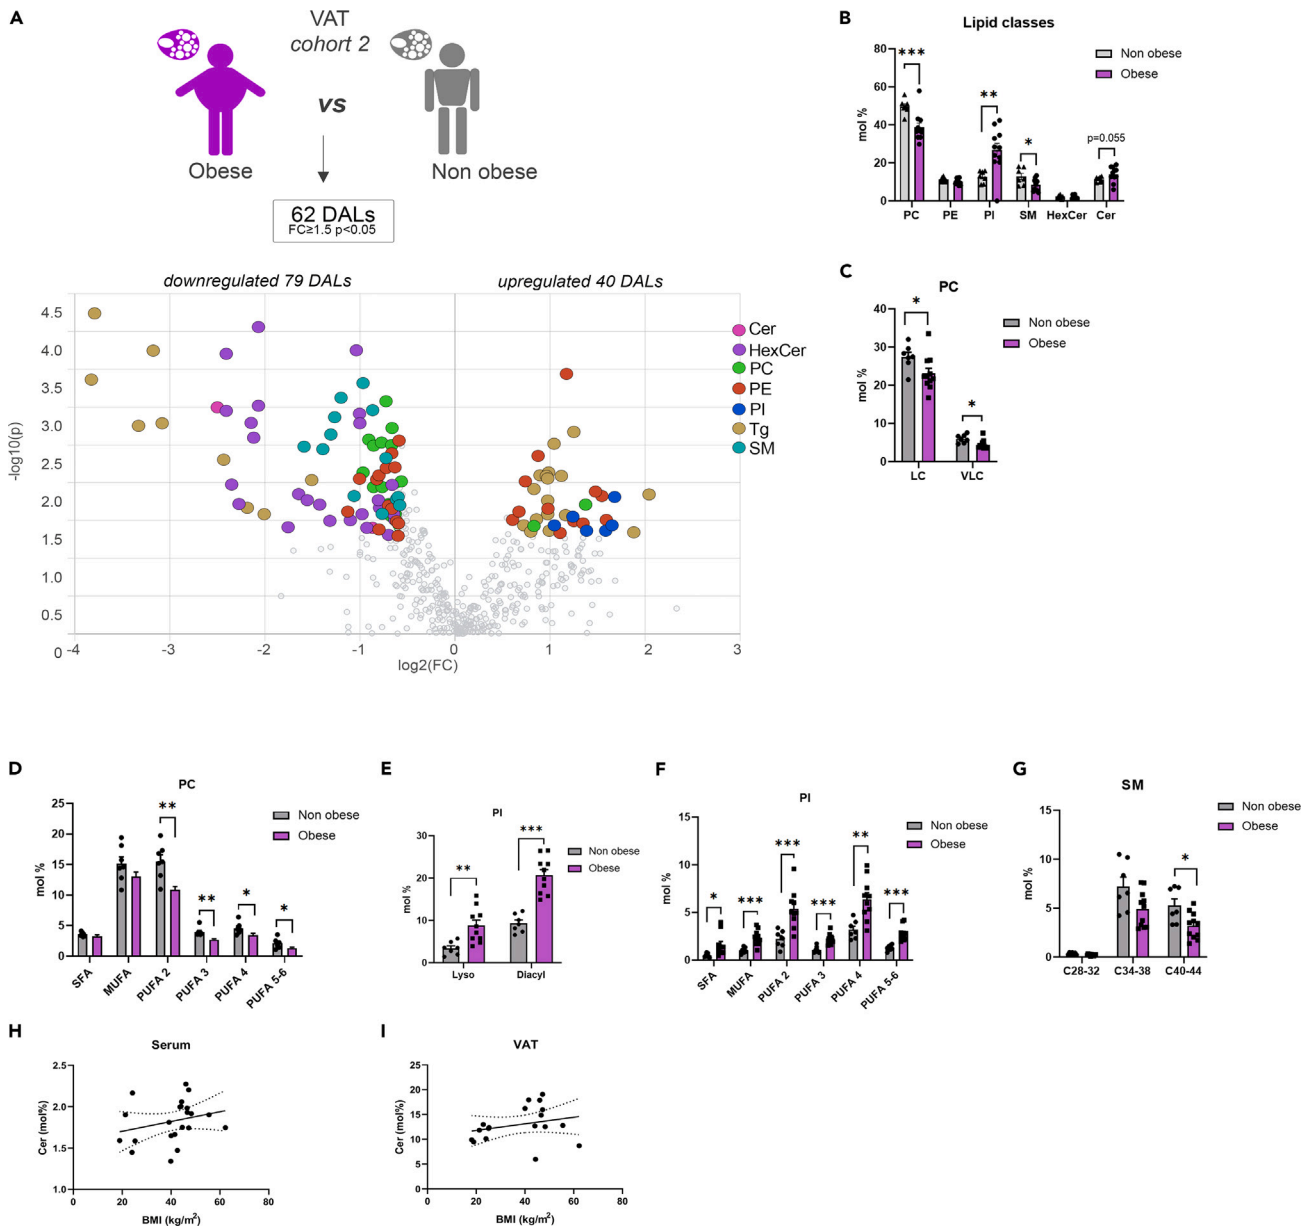 A
VAT
cohort 2
vs
Obese
Non obese
62 DALs
FC≥1.5 p<0.05
downregulated 79 DALs
upregulated 40 DALs
4.5
4.0
3.5
3.0
2.5
2.0
1.5
1.0
0.5
0
-log10(p)
-4
-3
-2
-1
0
1
2
3
log2(FC)
Cer
HexCer
PC
PE
PI
Tg
SM
B
Lipid classes
Non obese
Obese
80
60
40
20
0
mol %
***
**
*
p=0.055
PC
PE
PI
SM
HexCer
Cer
C
PC
Non obese
Obese
40
30
20
10
0
mol %
*
*
LC
VLC
D
PC
Non obese
Obese
25
20
15
10
5
0
mol %
**
**
*
*
SFA
MUFA
PUFA 2
PUFA 3
PUFA 4
PUFA 5-6
E
PI
Non obese
Obese
30
20
10
0
mol %
**
***
Lyso
Diacyl
F
PI
Non obese
Obese
15
10
5
0
mol %
*
***
***
***
**
***
SFA
MUFA
PUFA 2
PUFA 3
PUFA 4
PUFA 5-6
G
SM
Non obese
Obese
15
10
5
0
mol %
*
C28-32
C34-38
C40-44
H
Serum
2.5
2.0
1.5
1.0
Cer (mol%)
0
20
40
60
80
BMI (kg/m²)
I
VAT
25
20
15
10
5
0
Cer (mol%)
0
20
40
60
80
BMI (kg/m²)